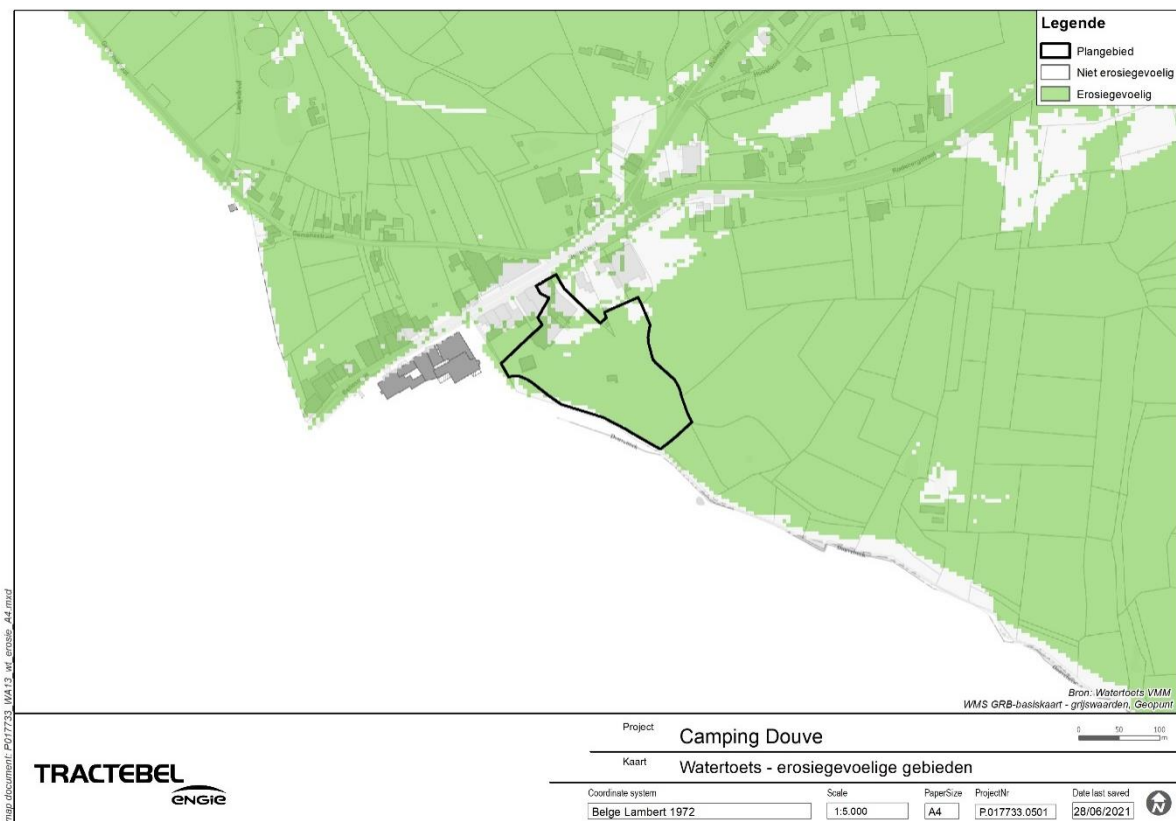 Legende
Plangebied
Niet erosiegevoelig
Erosiegevoelig
Bron: Watertoets VMM
WMS GRB-basiskaart - grijswaarden, Geopunt
map document: P017733_WA13_wt_erosie_A4.mxd
TRACTEBEL
ENGIE
Project Camping Douve
0 50 100
m
Kaart Watertoets - erosiegevoelige gebieden
Coordinate system Scale PaperSize ProjectNr Date last saved
Belge Lambert 1972 1:5.000 A4 P.017733.0501 28/06/2021
N